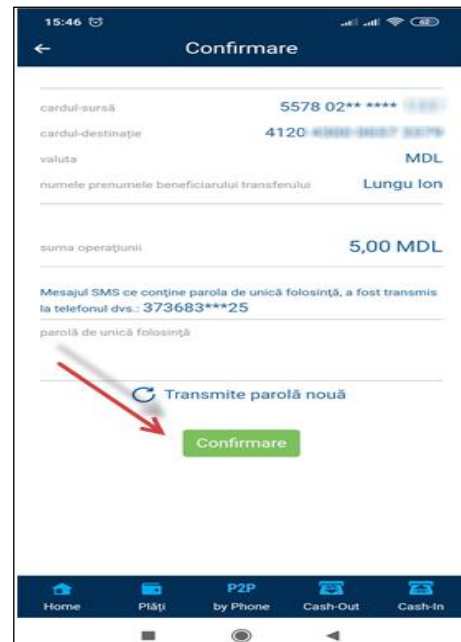 15:46
62
Confirmare
cardul-sursă 5578 02** ****
cardul-destinație 4120
valuta MDL
numele prenumele beneficiarului transferului Lungu Ion
suma operațiunii 5,00 MDL
Mesajul SMS ce conține parola de unică folosință, a fost transmis
la telefonul dvs.: 373683***25
parolă de unică folosință
Transmite parolă nouă
Confirmare
P2P
Home Plăți by Phone Cash-Out Cash-In